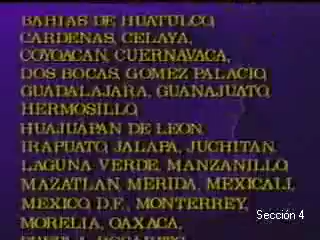 BAHIAS DE HUATULCO,
CARDENAS, CELAYA,
COYOACAN, CUERNAVACA,
DOS BOCAS, GOMEZ PALACIO,
GUADALAJARA, GUANAJUATO,
HERMOSILLO,
HUAJUAPAN DE LEON,
IRAPUATO, JALAPA, JUCHITAN,
LAGUNA VERDE, MANZANILLO,
MAZATLAN, MERIDA, MEXICALI,
MEXICO, D.F., MONTERREY,
MORELIA, OAXACA,
Sección 4